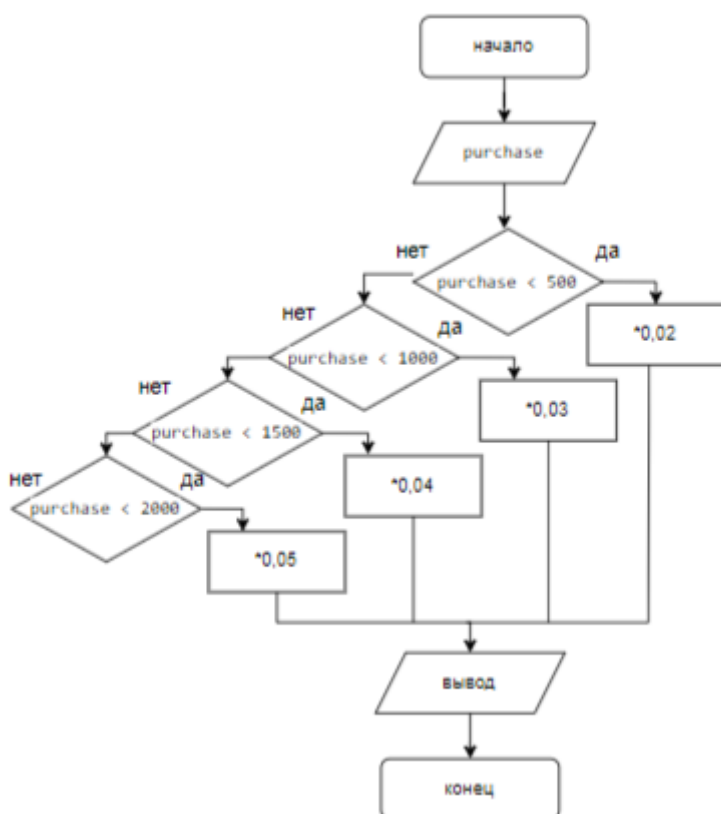 начало
purchase
нет
да
purchase < 500
нет
да
*0,02
purchase < 1000
нет
да
*0,03
purchase < 1500
нет
да
*0,04
purchase < 2000
*0,05
вывод
конец